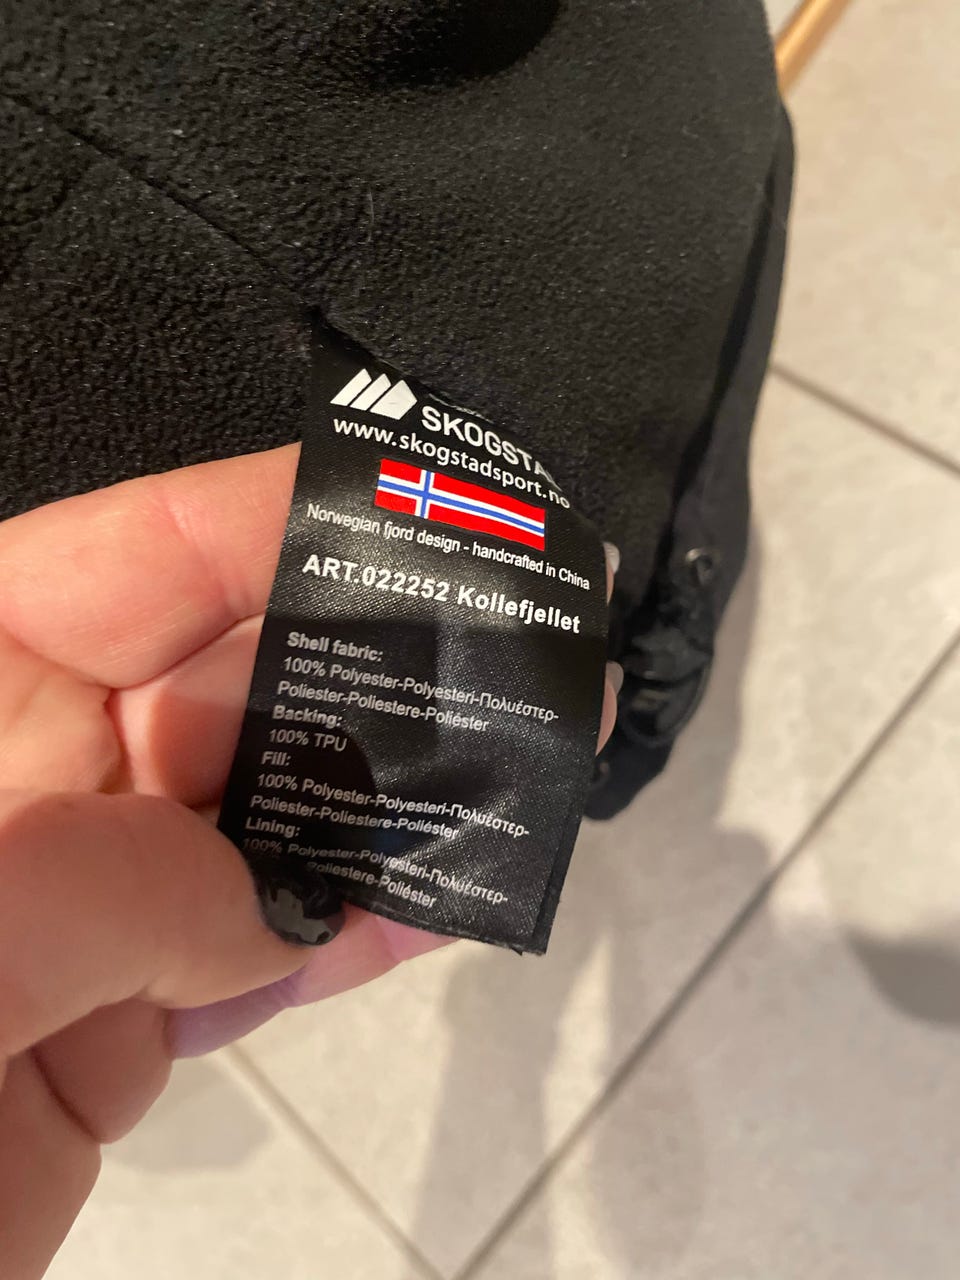 SKOGSTA
www.skogstadsport.no
Norwegian fjord design - handcrafted in China
ART.022252 Kollefjellet
Shell fabric:
100% Polyester-Polyesteri-Πολυέστερ-
Poliester-Poliestere-Poliéster
Backing:
100% TPU
Fill:
100% Polyester-Polyesteri-Πολυέστερ-
Poliester-Poliestere-Poliéster
Lining:
100% Polyester-Polyesteri-Πολυέστερ-
Poliestere-Poliéster